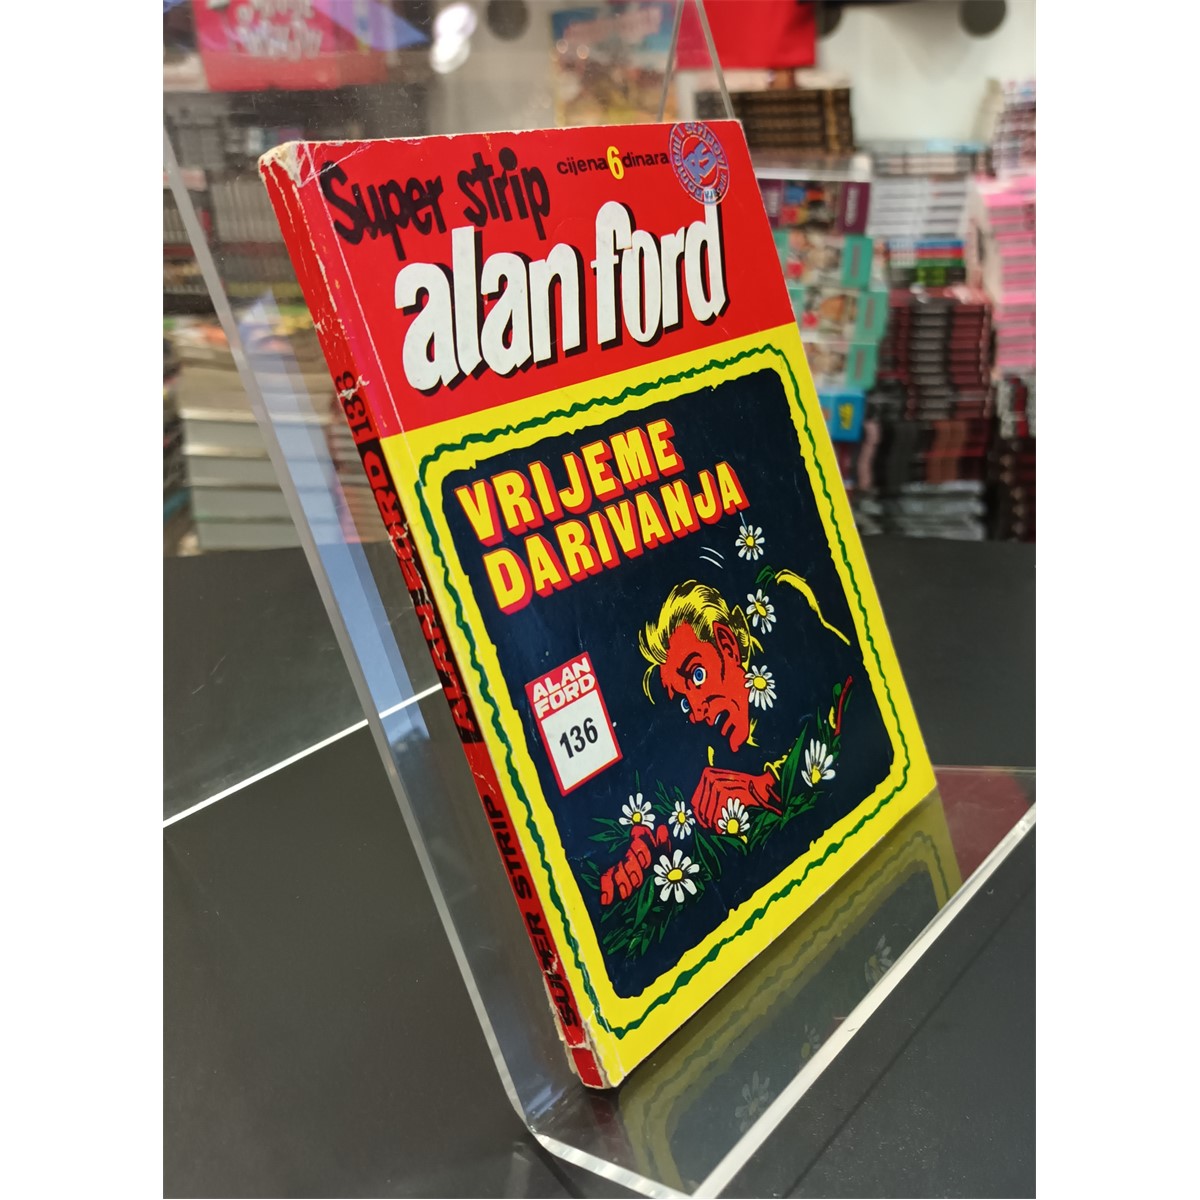 Super strip
cijena 6 dinara
alan ford
VRIJEME
DARIVANJA
ALAN
FORD
136
SUPER STRIP ALAN FORD 136